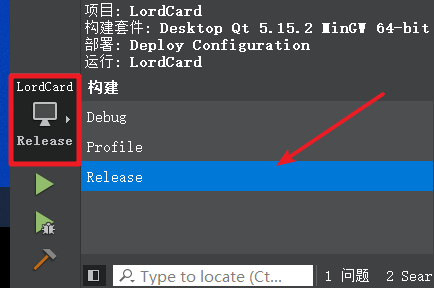 项目: LordCard
构建套件: Desktop Qt 5.15.2 MinGW 64-bit
部署: Deploy Configuration
运行: LordCard
LordCard
Release
构建
Debug
Profile
Release
Type to locate (Ct...
1 问题
2 Sear